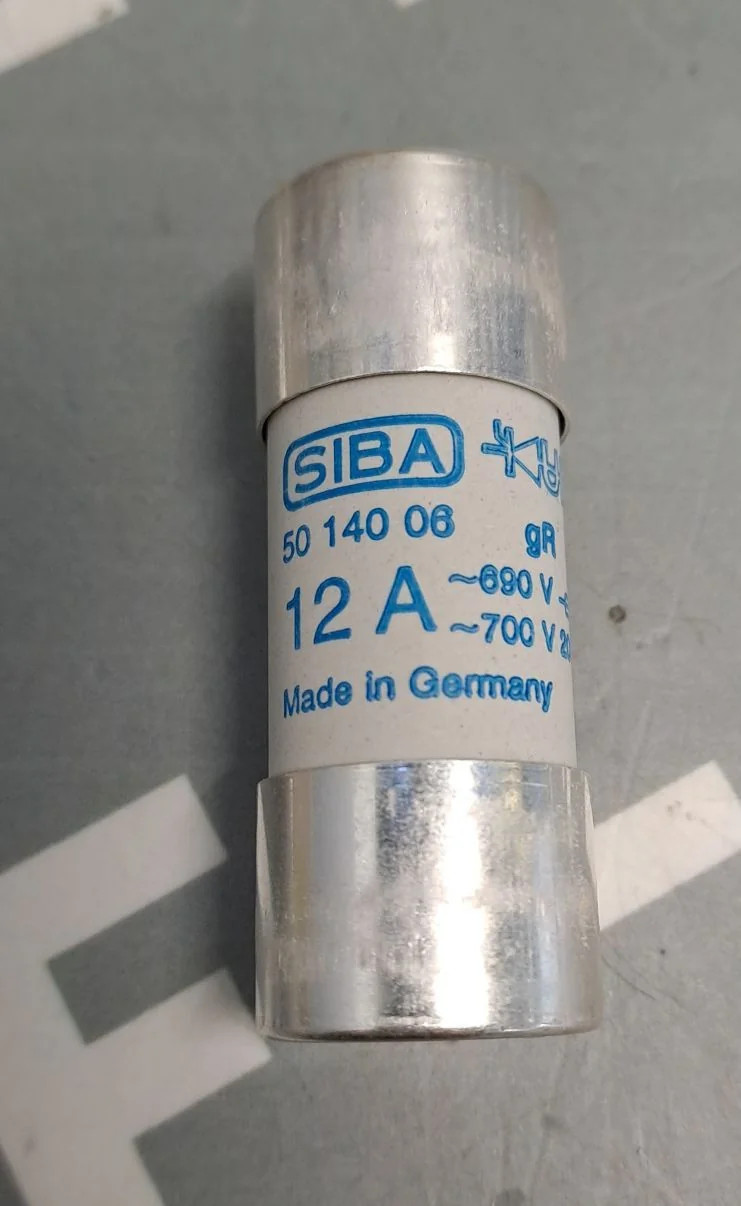 SIBA
50 140 06 gR
12 A ~690 V
~700 V
Made in Germany